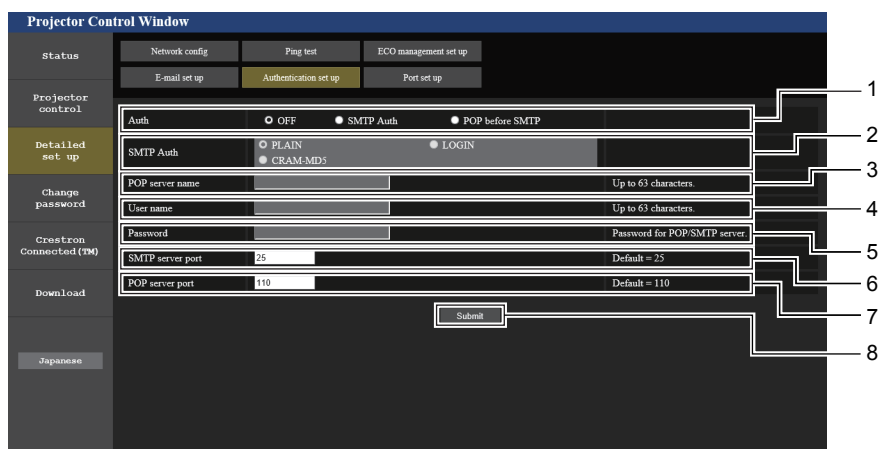 Projector Control Window
Status
Network config
Ping test
ECO management set up
E-mail set up
Authentication set up
Port set up
Projector
control
Detailed
set up
Change
password
Crestron
Connected(TM)
Download
Japanese
Auth
OFF
SMTP Auth
POP before SMTP
1
SMTP Auth
PLAIN
LOGIN
CRAM-MD5
2
POP server name
Up to 63 characters.
3
User name
Up to 63 characters.
4
Password
Password for POP/SMTP server.
5
SMTP server port
25
Default = 25
6
POP server port
110
Default = 110
7
Submit
8